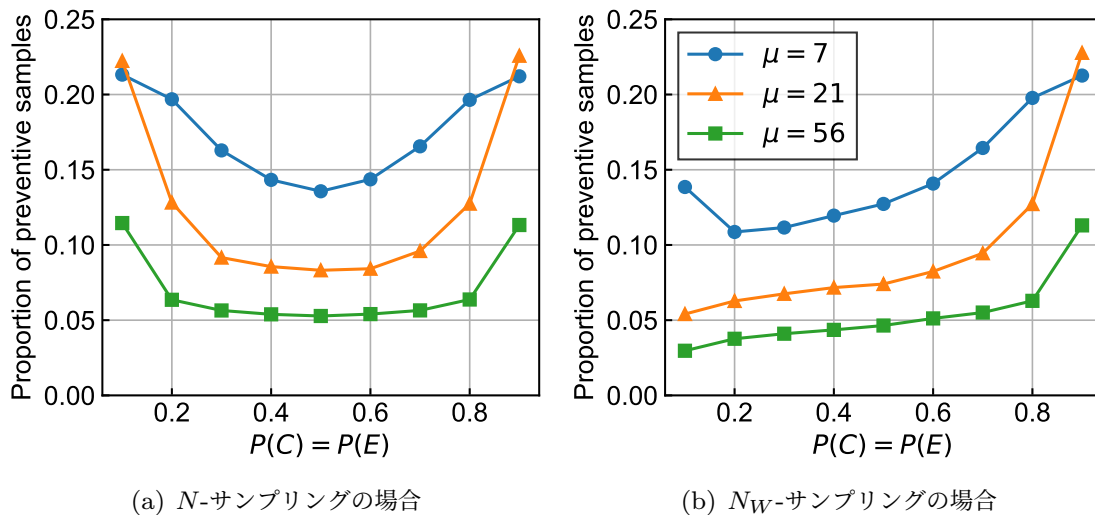 0.25
0.20
0.15
0.10
0.05
0.00
Proportion of preventive samples
0.2 0.4 0.6 0.8
P(C) = P(E)
(a) N-サンプリングの場合
0.25
0.20
0.15
0.10
0.05
0.00
Proportion of preventive samples
μ = 7
μ = 21
μ = 56
0.2 0.4 0.6 0.8
P(C) = P(E)
(b) N_W-サンプリングの場合